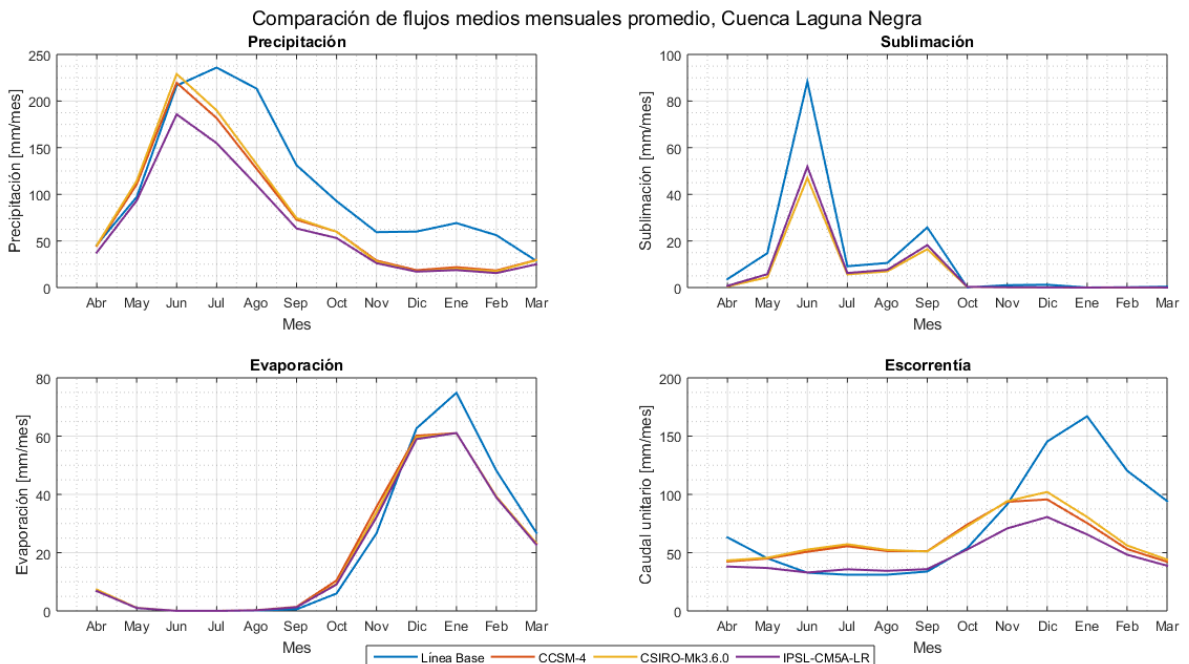 Comparación de flujos medios mensuales promedio, Cuenca Laguna Negra
Precipitación
Precipitación [mm/mes]
250
200
150
100
50
0
Abr May Jun Jul Ago Sep Oct Nov Dic Ene Feb Mar
Mes
Sublimación
Sublimación [mm/mes]
100
80
60
40
20
0
Abr May Jun Jul Ago Sep Oct Nov Dic Ene Feb Mar
Mes
Evaporación
Evaporación [mm/mes]
80
60
40
20
0
Abr May Jun Jul Ago Sep Oct Nov Dic Ene Feb Mar
Mes
Escorrentía
Caudal unitario [mm/mes]
200
150
100
50
0
Abr May Jun Jul Ago Sep Oct Nov Dic Ene Feb Mar
Mes
Línea Base CCSM-4 CSIRO-Mk3.6.0 IPSL-CM5A-LR